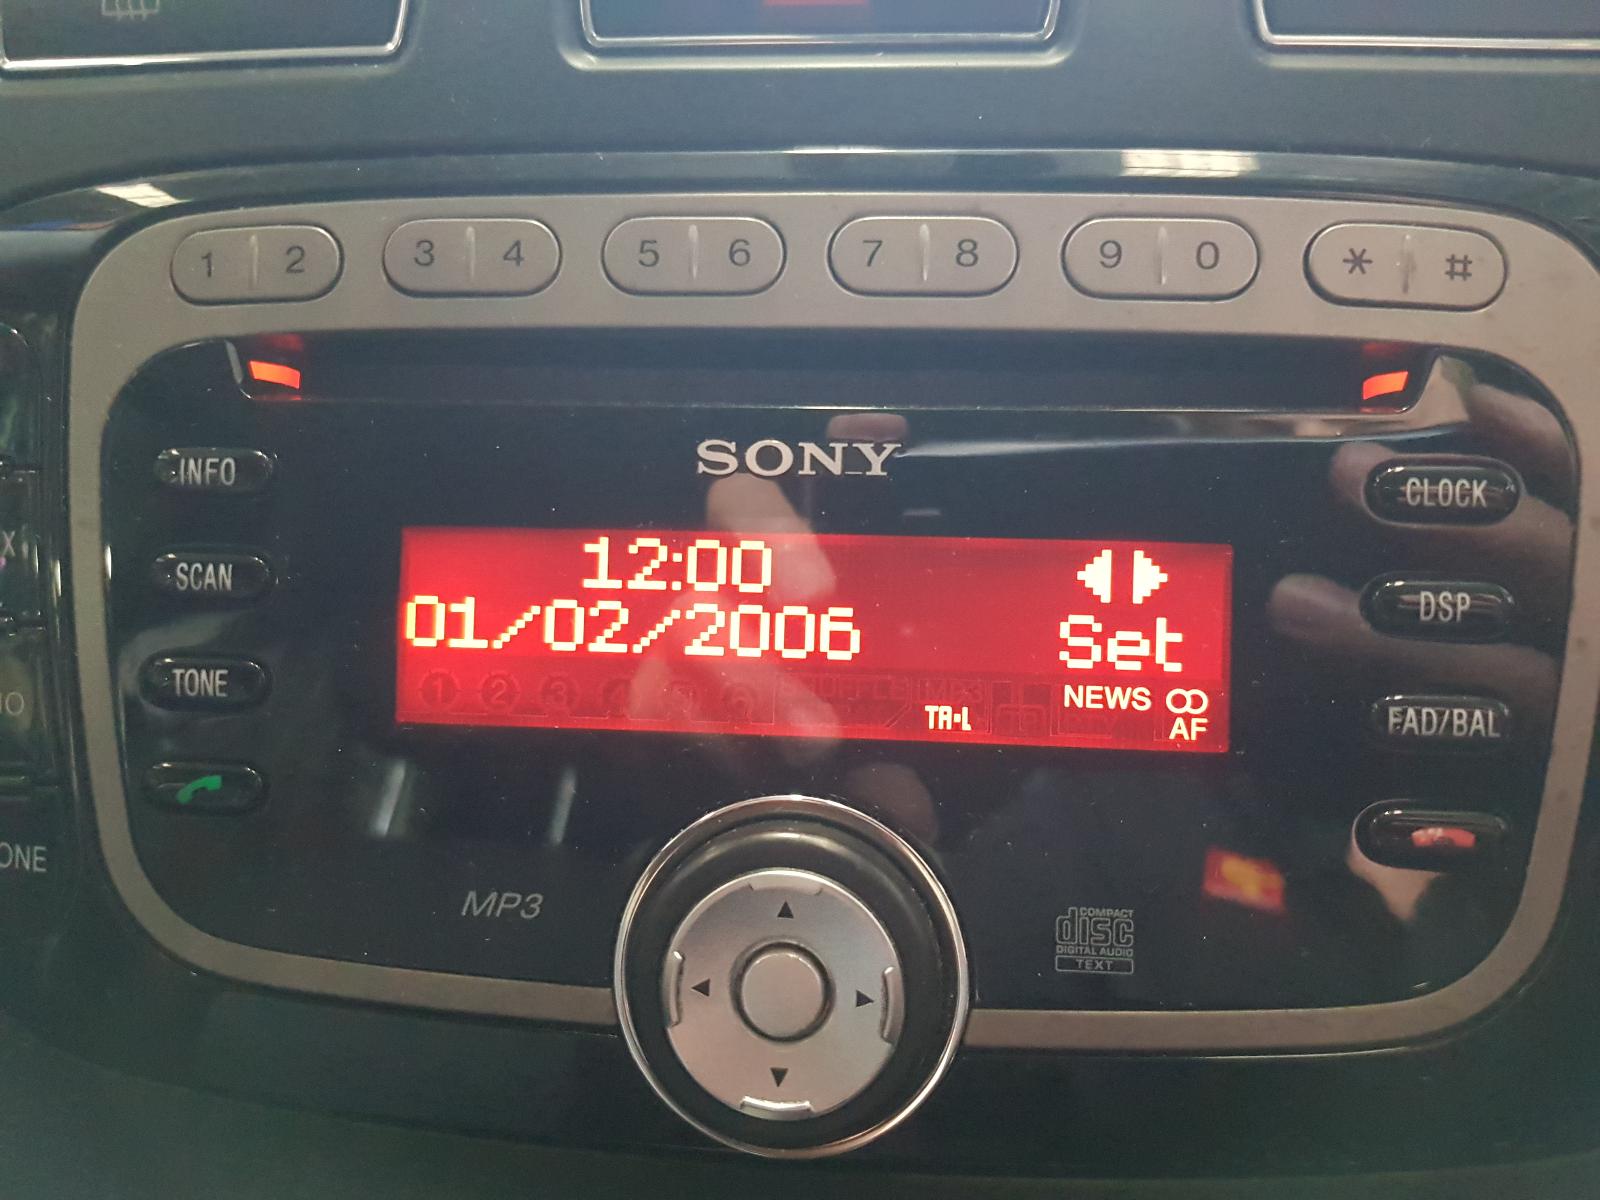 1 2 3 4 5 6 7 8 9 0 * #
SONY
INFO
CLOCK
12:00
01/02/2006
Set
SCAN
DSP
NEWS
TA-L
AF
TONE
FAD/BAL
ONE
MP3
COMPACT
disc
DIGITAL AUDIO
TEXT